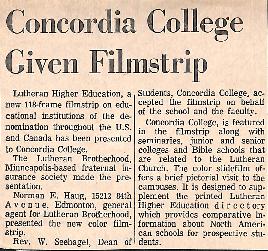 Concordia College
Given Filmstrip
Lutheran Higher Education, a
new 118-frame filmstrip on edu-
cational institutions of the de-
nomination throughout the U.S.
and Canada has been presented
to Concordia College.
The Lutheran Brotherhood,
Minneapolis-based fraternal in-
surance society made the pre-
sentation.
Norman E. Haug, 15212 84th
Avenue, Edmonton, general
agent for Lutheran Brotherhood,
presented the new color film-
strip.
Rev. W. Seehagel, Dean of
Students, Concordia College, ac-
cepted the filmstrip on behalf
of the school and the faculty.
Concordia College, is featured
in the filmstrip along with
seminaries, junior and senior
colleges and Bible schools that
are related to the Lutheran
Church. The color slidefilm of-
fers a brief pictorial visit to the
campuses. It is designed to sup-
plement the printed Lutheran
Higher Education directory
which provides comparative in-
formation about North Ameri-
can schools for prospective stu-
dents.